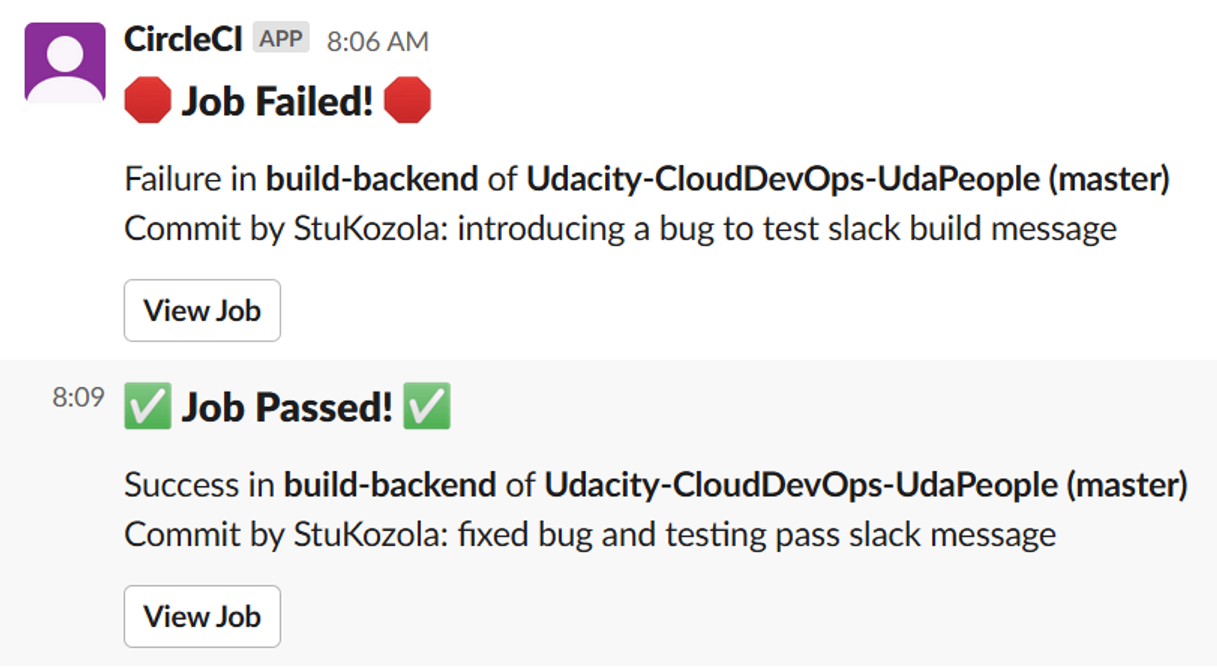 CircleCI APP 8:06 AM
Job Failed!
Failure in build-backend of Udacity-CloudDevOps-UdaPeople (master)
Commit by StuKozola: introducing a bug to test slack build message
View Job
8:09 Job Passed!
Success in build-backend of Udacity-CloudDevOps-UdaPeople (master)
Commit by StuKozola: fixed bug and testing pass slack message
View Job